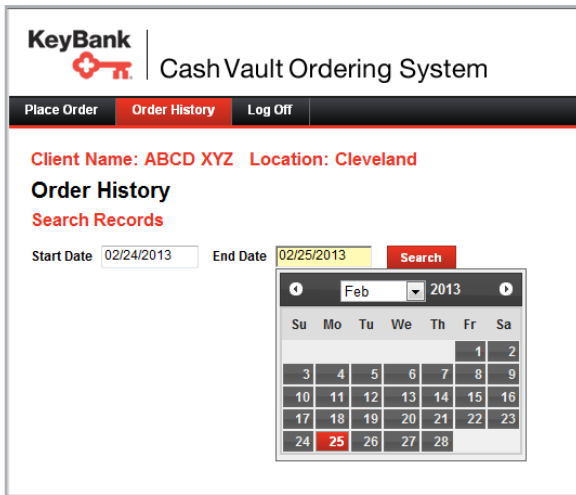 KeyBank
Cash Vault Ordering System
Place Order Order History Log Off
Client Name: ABCD XYZ Location: Cleveland
Order History
Search Records
Start Date 02/24/2013 End Date 02/25/2013 Search
Feb 2013
Su Mo Tu We Th Fr Sa
1 2
3 4 5 6 7 8 9
10 11 12 13 14 15 16
17 18 19 20 21 22 23
24 25 26 27 28